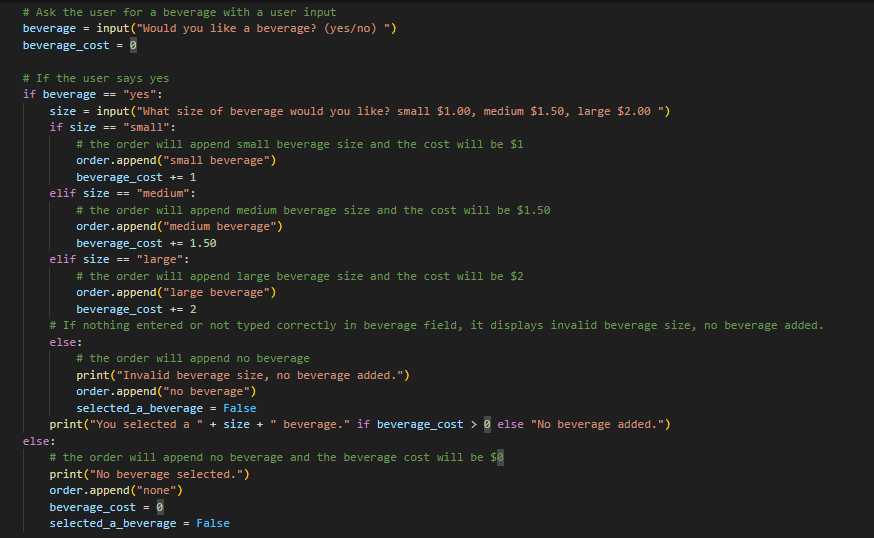 # Ask the user for a beverage with a user input
beverage = input("Would you like a beverage? (yes/no) ")
beverage_cost = 0
# If the user says yes
if beverage == "yes":
size = input("What size of beverage would you like? small $1.00, medium $1.50, large $2.00 ")
if size == "small":
# the order will append small beverage size and the cost will be $1
order.append("small beverage")
beverage_cost += 1
elif size == "medium":
# the order will append medium beverage size and the cost will be $1.50
order.append("medium beverage")
beverage_cost += 1.50
elif size == "large":
# the order will append large beverage size and the cost will be $2
order.append("large beverage")
beverage_cost += 2
# If nothing entered or not typed correctly in beverage field, it displays invalid beverage size, no beverage added.
else:
# the order will append no beverage
print("Invalid beverage size, no beverage added.")
order.append("no beverage")
selected_a_beverage = False
print("You selected a " + size + " beverage." if beverage_cost > 0 else "No beverage added.")
else:
# the order will append no beverage and the beverage cost will be $0
print("No beverage selected.")
order.append("none")
beverage_cost = 0
selected_a_beverage = False